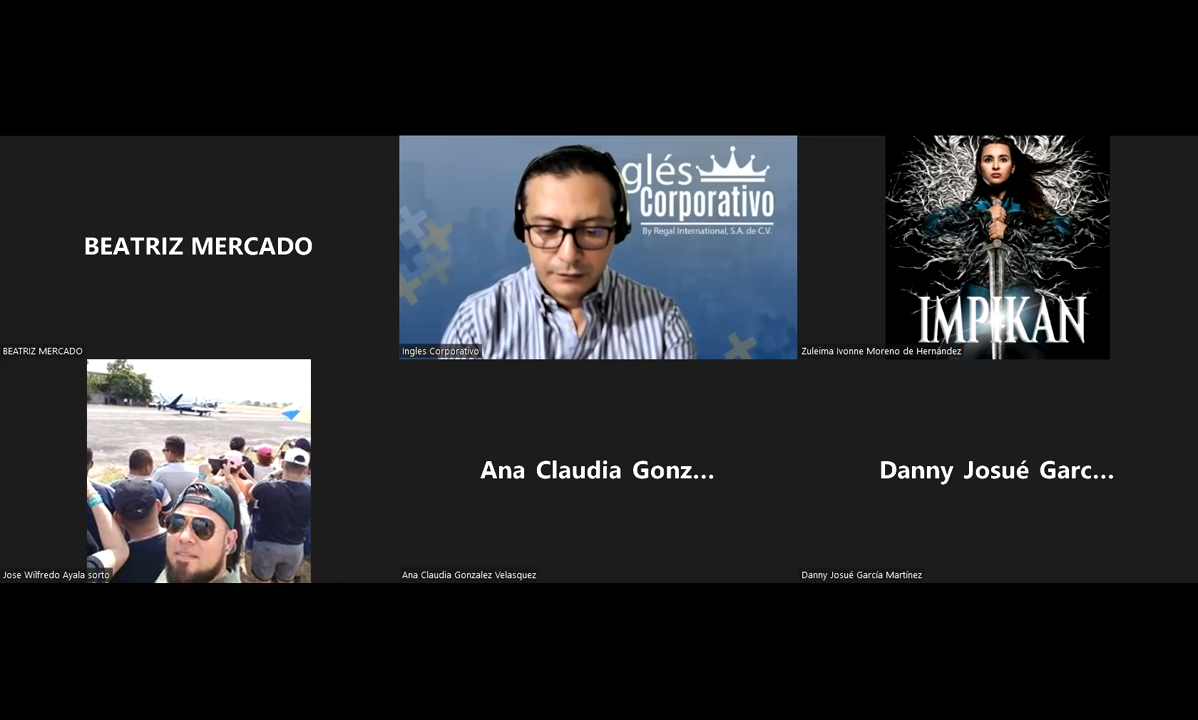 BEATRIZ MERCADO
BEATRIZ MERCADO
glés
Corporativo
By Regal International, S.A. de C.V.
Ingles Corporativo
IMPIKAN
Zuleima Ivonne Moreno de Hernández
Jose Wilfredo Ayala sorto
Ana Claudia Gonz...
Ana Claudia Gonzalez Velasquez
Danny Josué Garc...
Danny Josué García Martínez